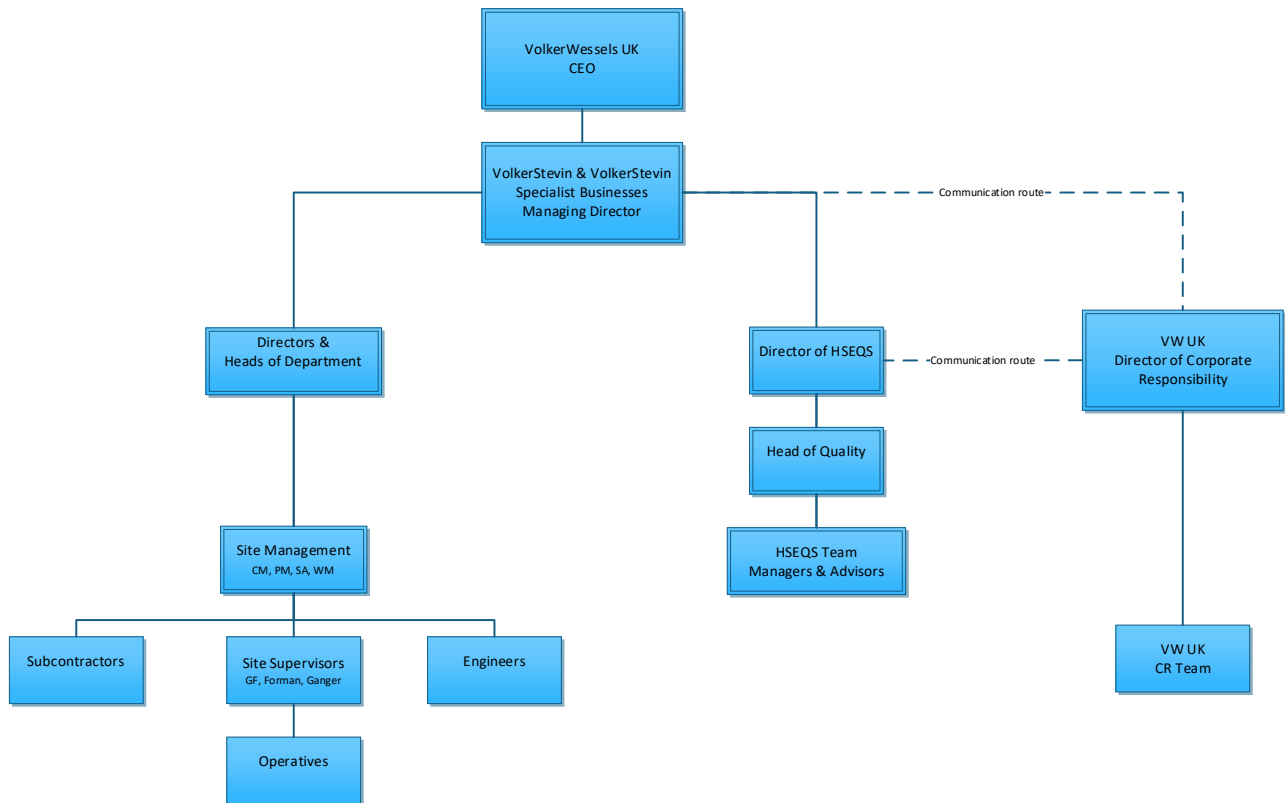 VolkerWessels UK
CEO
VolkerStevin & VolkerStevin
Specialist Businesses
Managing Director
Communication route
Directors &
Heads of Department
Director of HSEQS
Communication route
VW UK
Director of Corporate
Responsibility
Head of Quality
Site Management
CM, PM, SA, WM
HSEQS Team
Managers & Advisors
Subcontractors
Site Supervisors
GF, Forman, Ganger
Engineers
VW UK
CR Team
Operatives